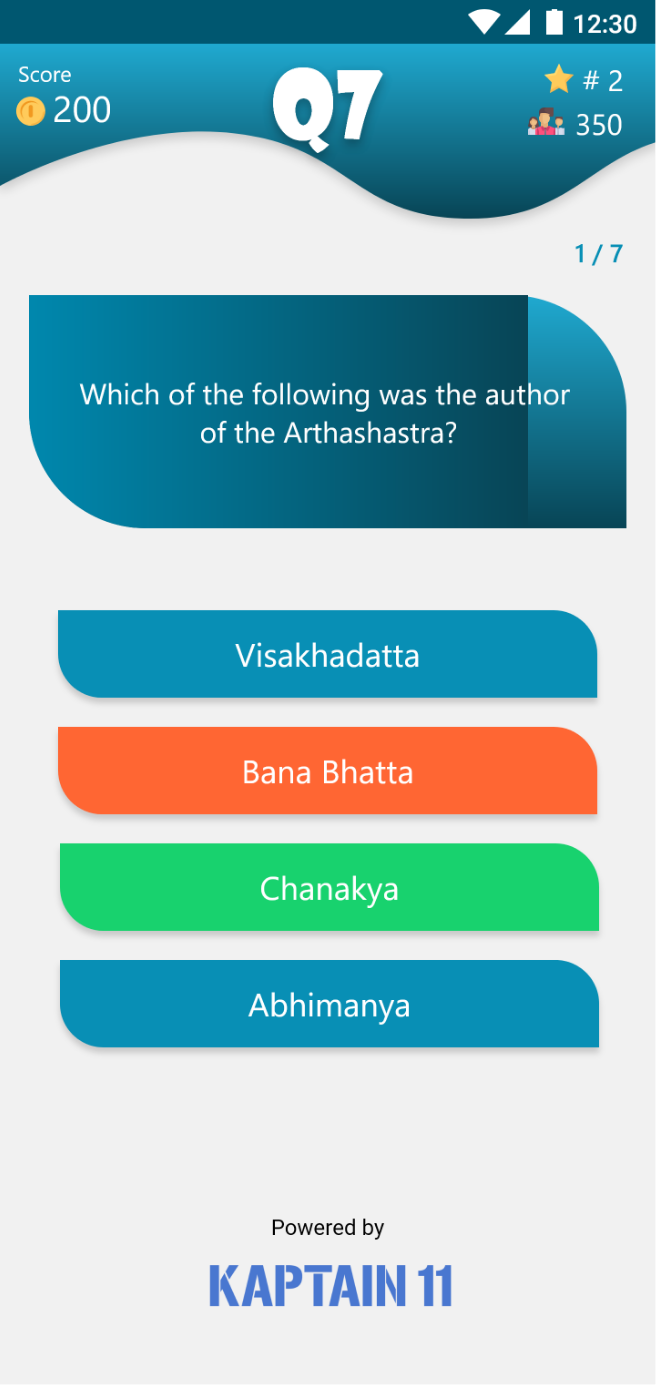 12:30
Score
200
Q7
# 2
350
1 / 7
Which of the following was the author
of the Arthashastra?
Visakhadatta
Bana Bhatta
Chanakya
Abhimanya
Powered by
KAPTAIN 11